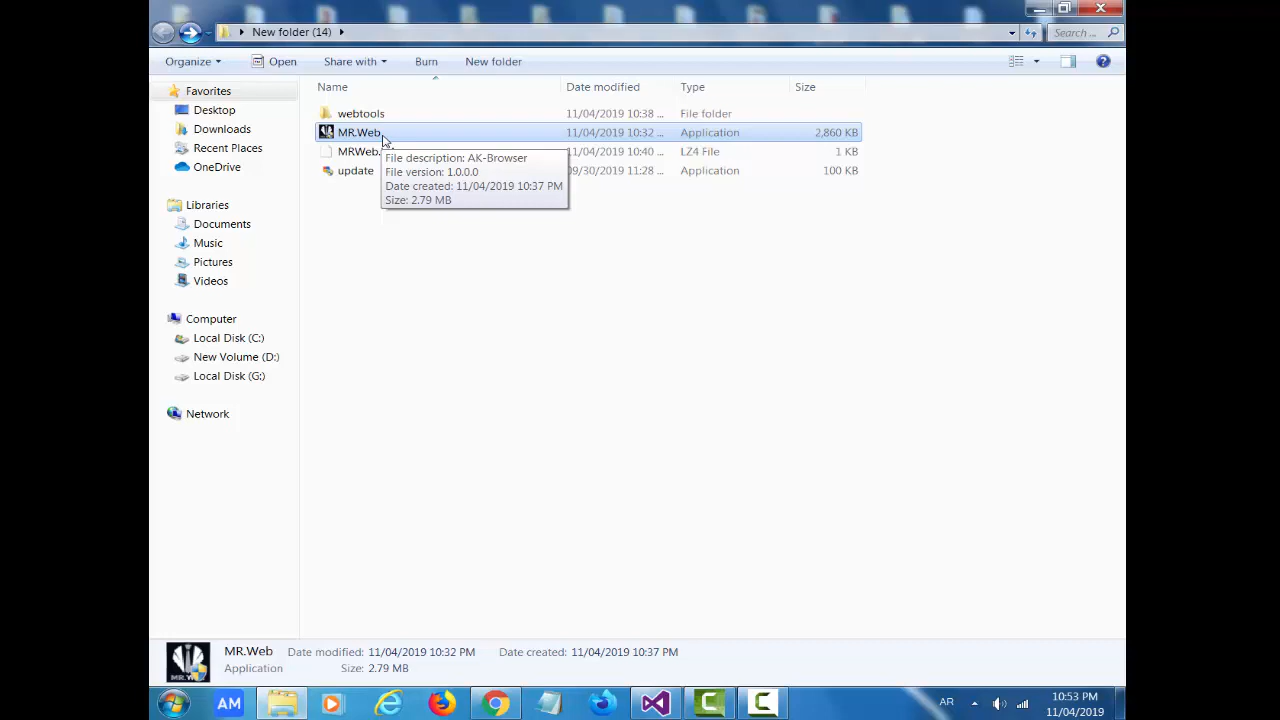 New folder (14)
Search ...
Organize
Open
Share with
Burn
New folder
Name
Date modified
Type
Size
Favorites
Desktop
Downloads
Recent Places
OneDrive
Libraries
Documents
Music
Pictures
Videos
Computer
Local Disk (C:)
New Volume (D:)
Local Disk (G:)
Network
webtools 11/04/2019 10:38 ... File folder
MR.Web 11/04/2019 10:32 ... Application 2,860 KB
MRWeb. 11/04/2019 10:40 ... LZ4 File 1 KB
update 09/30/2019 11:28 ... Application 100 KB
File description: AK-Browser
File version: 1.0.0.0
Date created: 11/04/2019 10:37 PM
Size: 2.79 MB
MR.Web Date modified: 11/04/2019 10:32 PM Date created: 11/04/2019 10:37 PM
Application Size: 2.79 MB
AM
AR
10:53 PM
11/04/2019